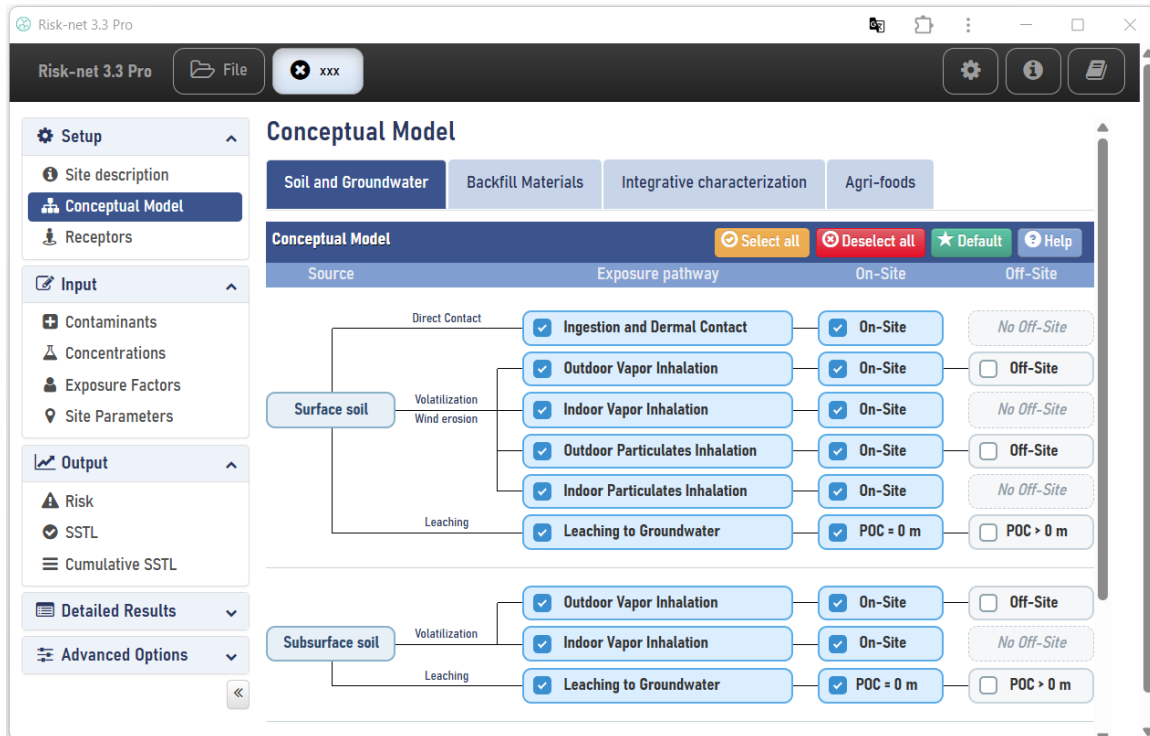 Risk-net 3.3 Pro
Risk-net 3.3 Pro
File
xxx
Setup
Site description
Conceptual Model
Receptors
Input
Contaminants
Concentrations
Exposure Factors
Site Parameters
Output
Risk
SSTL
Cumulative SSTL
Detailed Results
Advanced Options
Conceptual Model
Soil and Groundwater
Backfill Materials
Integrative characterization
Agri-foods
Conceptual Model
Select all
Deselect all
Default
Help
Source
Exposure pathway
On-Site
Off-Site
Surface soil
Direct Contact
Ingestion and Dermal Contact
On-Site
No Off-Site
Volatilization
Wind erosion
Outdoor Vapor Inhalation
On-Site
Off-Site
Indoor Vapor Inhalation
On-Site
No Off-Site
Outdoor Particulates Inhalation
On-Site
Off-Site
Indoor Particulates Inhalation
On-Site
No Off-Site
Leaching
Leaching to Groundwater
POC = 0 m
POC > 0 m
Subsurface soil
Volatilization
Outdoor Vapor Inhalation
On-Site
Off-Site
Indoor Vapor Inhalation
On-Site
No Off-Site
Leaching
Leaching to Groundwater
POC = 0 m
POC > 0 m